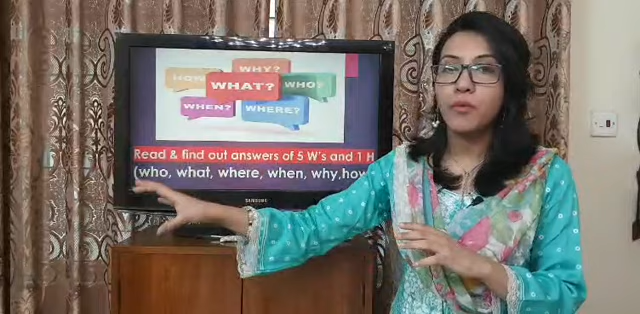 WHY?
HOW
WHAT?
WHO?
WHEN?
WHERE?
Read & find out answers of 5 W's and 1 H
(who, what, where, when, why,how
SAMSUNG